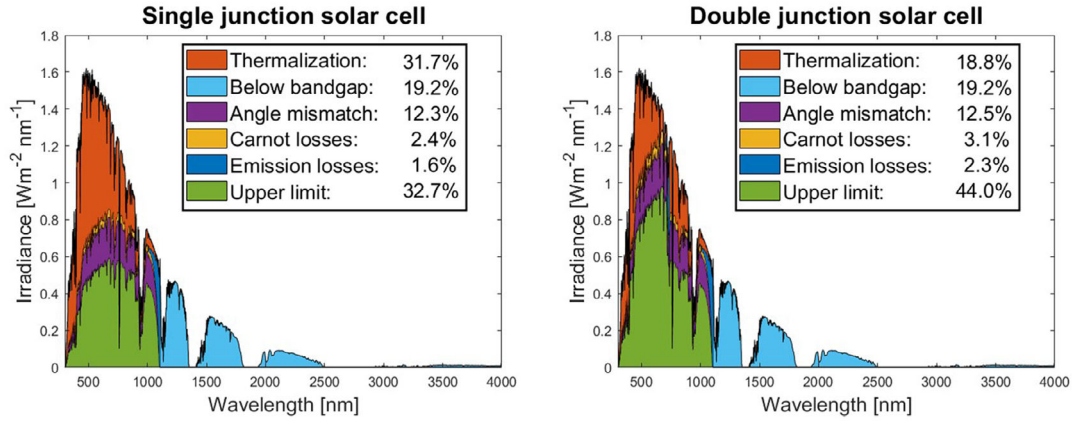 Single junction solar cell
Irradiance [Wm-2 nm-1]
1.8
1.6
1.4
1.2
1
0.8
0.6
0.4
0.2
0
Thermalization: 31.7%
Below bandgap: 19.2%
Angle mismatch: 12.3%
Carnot losses: 2.4%
Emission losses: 1.6%
Upper limit: 32.7%
500 1000 1500 2000 2500 3000 3500 4000
Wavelength [nm]
Double junction solar cell
Irradiance [Wm-2 nm-1]
1.8
1.6
1.4
1.2
1
0.8
0.6
0.4
0.2
0
Thermalization: 18.8%
Below bandgap: 19.2%
Angle mismatch: 12.5%
Carnot losses: 3.1%
Emission losses: 2.3%
Upper limit: 44.0%
500 1000 1500 2000 2500 3000 3500 4000
Wavelength [nm]